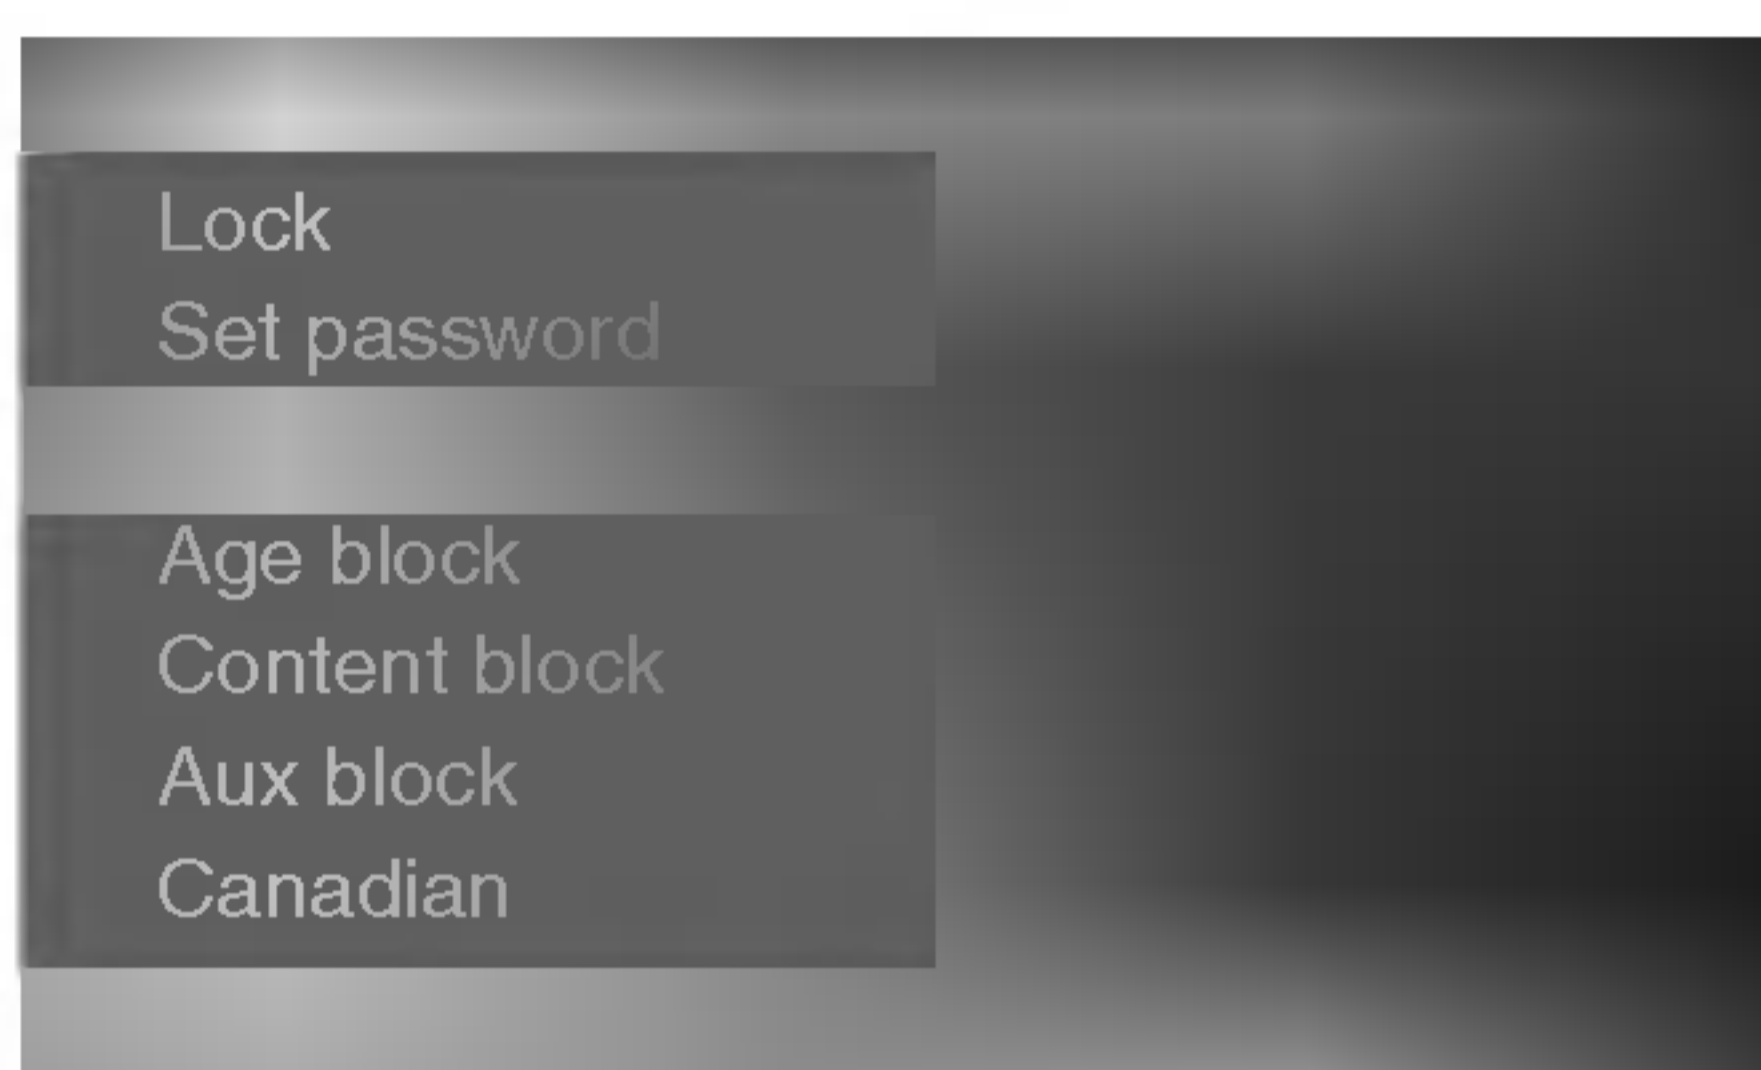 Lock
Set password
Age block
Content block
Aux block
Canadian